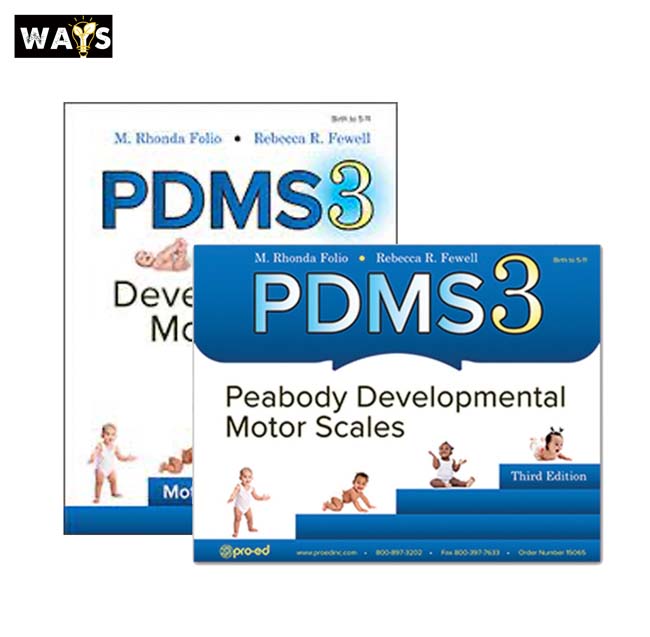 WAYS
Birth to 5-11
M. Rhonda Folio • Rebecca R. Fewell
PDMS3
Deve
Mo
Mot
M. Rhonda Folio • Rebecca R. Fewell
Birth to 5-11
PDMS3
Peabody Developmental
Motor Scales
Third Edition
pro·ed www.proedinc.com • 800-897-3202 • Fax 800-397-7633 • Order Number 15065